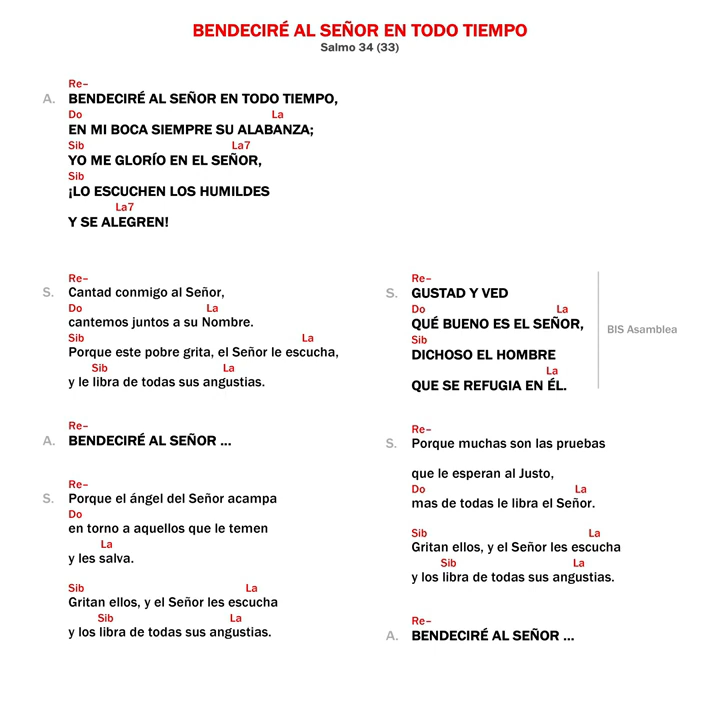 BENDECIRÉ AL SEÑOR EN TODO TIEMPO
Salmo 34 (33)
Re–
A. BENDECIRÉ AL SEÑOR EN TODO TIEMPO,
Do La
EN MI BOCA SIEMPRE SU ALABANZA;
Sib La7
YO ME GLORÍO EN EL SEÑOR,
Sib
¡LO ESCUCHEN LOS HUMILDES
La7
Y SE ALEGREN!
Re–
S. Cantad conmigo al Señor,
Do La
cantemos juntos a su Nombre.
Sib La
Porque este pobre grita, el Señor le escucha,
Sib La
y le libra de todas sus angustias.
Re–
A. BENDECIRÉ AL SEÑOR ...
Re–
S. Porque el ángel del Señor acampa
Do
en torno a aquellos que le temen
La
y les salva.
Sib La
Gritan ellos, y el Señor les escucha
Sib La
y los libra de todas sus angustias.
Re–
S. GUSTAD Y VED
Do La
QUÉ BUENO ES EL SEÑOR,
Sib
DICHOSO EL HOMBRE
La
QUE SE REFUGIA EN ÉL.
BIS Asamblea
Re–
S. Porque muchas son las pruebas
que le esperan al Justo,
Do La
mas de todas le libra el Señor.
Sib La
Gritan ellos, y el Señor les escucha
Sib La
y los libra de todas sus angustias.
Re–
A. BENDECIRÉ AL SEÑOR ...